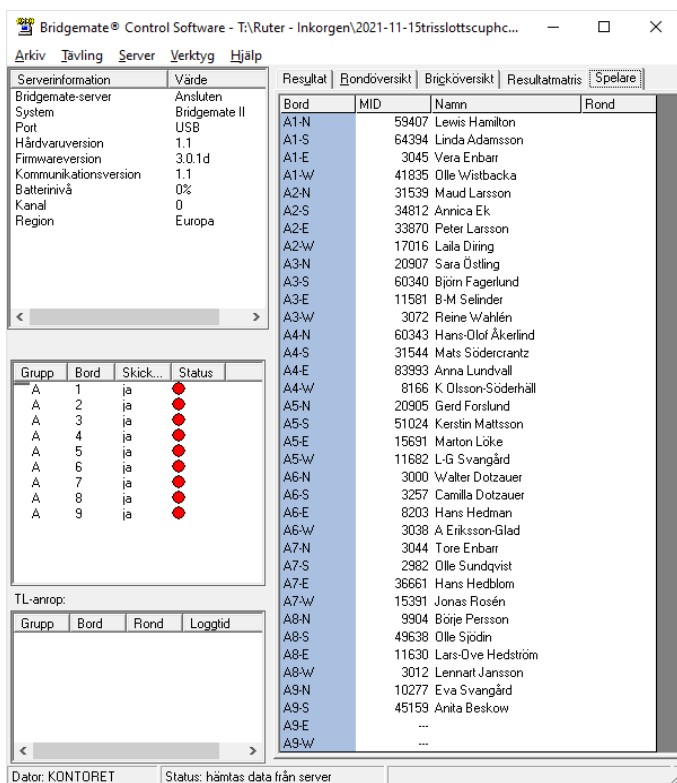 Bridgemate® Control Software - T:\Ruter - Inkorgen\2021-11-15trisslottscuphc...
Arkiv Tävling Server Verktyg Hjälp
Serverinformation Värde
Bridgemate-server Ansluten
System Bridgemate II
Port USB
Hårdvaruversion 1.1
Firmwareversion 3.0.1d
Kommunikationsversion 1.1
Batterinivå 0%
Kanal 0
Region Europa
Grupp Bord Skick... Status
A 1 ja
A 2 ja
A 3 ja
A 4 ja
A 5 ja
A 6 ja
A 7 ja
A 8 ja
A 9 ja
TL-anrop:
Grupp Bord Rond Loggtid
Resultat Rondöversikt Bricköversikt Resultatmatris Spelare
Bord MID Namn Rond
A1-N 59407 Lewis Hamilton
A1-S 64394 Linda Adamsson
A1-E 3045 Vera Enbarr
A1-W 41835 Olle Wistbacka
A2-N 31539 Maud Larsson
A2-S 34812 Annica Ek
A2-E 33870 Peter Larsson
A2-W 17016 Laila Diring
A3-N 20907 Sara Östling
A3-S 60340 Björn Fagerlund
A3-E 11581 B-M Selinder
A3-W 3072 Reine Wahlén
A4-N 60343 Hans-Olof Åkerlind
A4-S 31544 Mats Södercrantz
A4-E 83993 Anna Lundvall
A4-W 8166 K Olsson-Söderhäll
A5-N 20905 Gerd Forslund
A5-S 51024 Kerstin Mattsson
A5-E 15691 Marton Löke
A5-W 11682 L-G Svangård
A6-N 3000 Walter Dotzauer
A6-S 3257 Camilla Dotzauer
A6-E 8203 Hans Hedman
A6-W 3038 A Eriksson-Glad
A7-N 3044 Tore Enbarr
A7-S 2982 Olle Sundqvist
A7-E 36661 Hans Hedblom
A7-W 15391 Jonas Rosén
A8-N 9904 Börje Persson
A8-S 49638 Olle Sjödin
A8-E 11630 Lars-Ove Hedström
A8-W 3012 Lennart Jansson
A9-N 10277 Eva Svangård
A9-S 45159 Anita Beskow
A9-E ---
A9-W ---
Dator: KONTORET Status: hämtas data från server